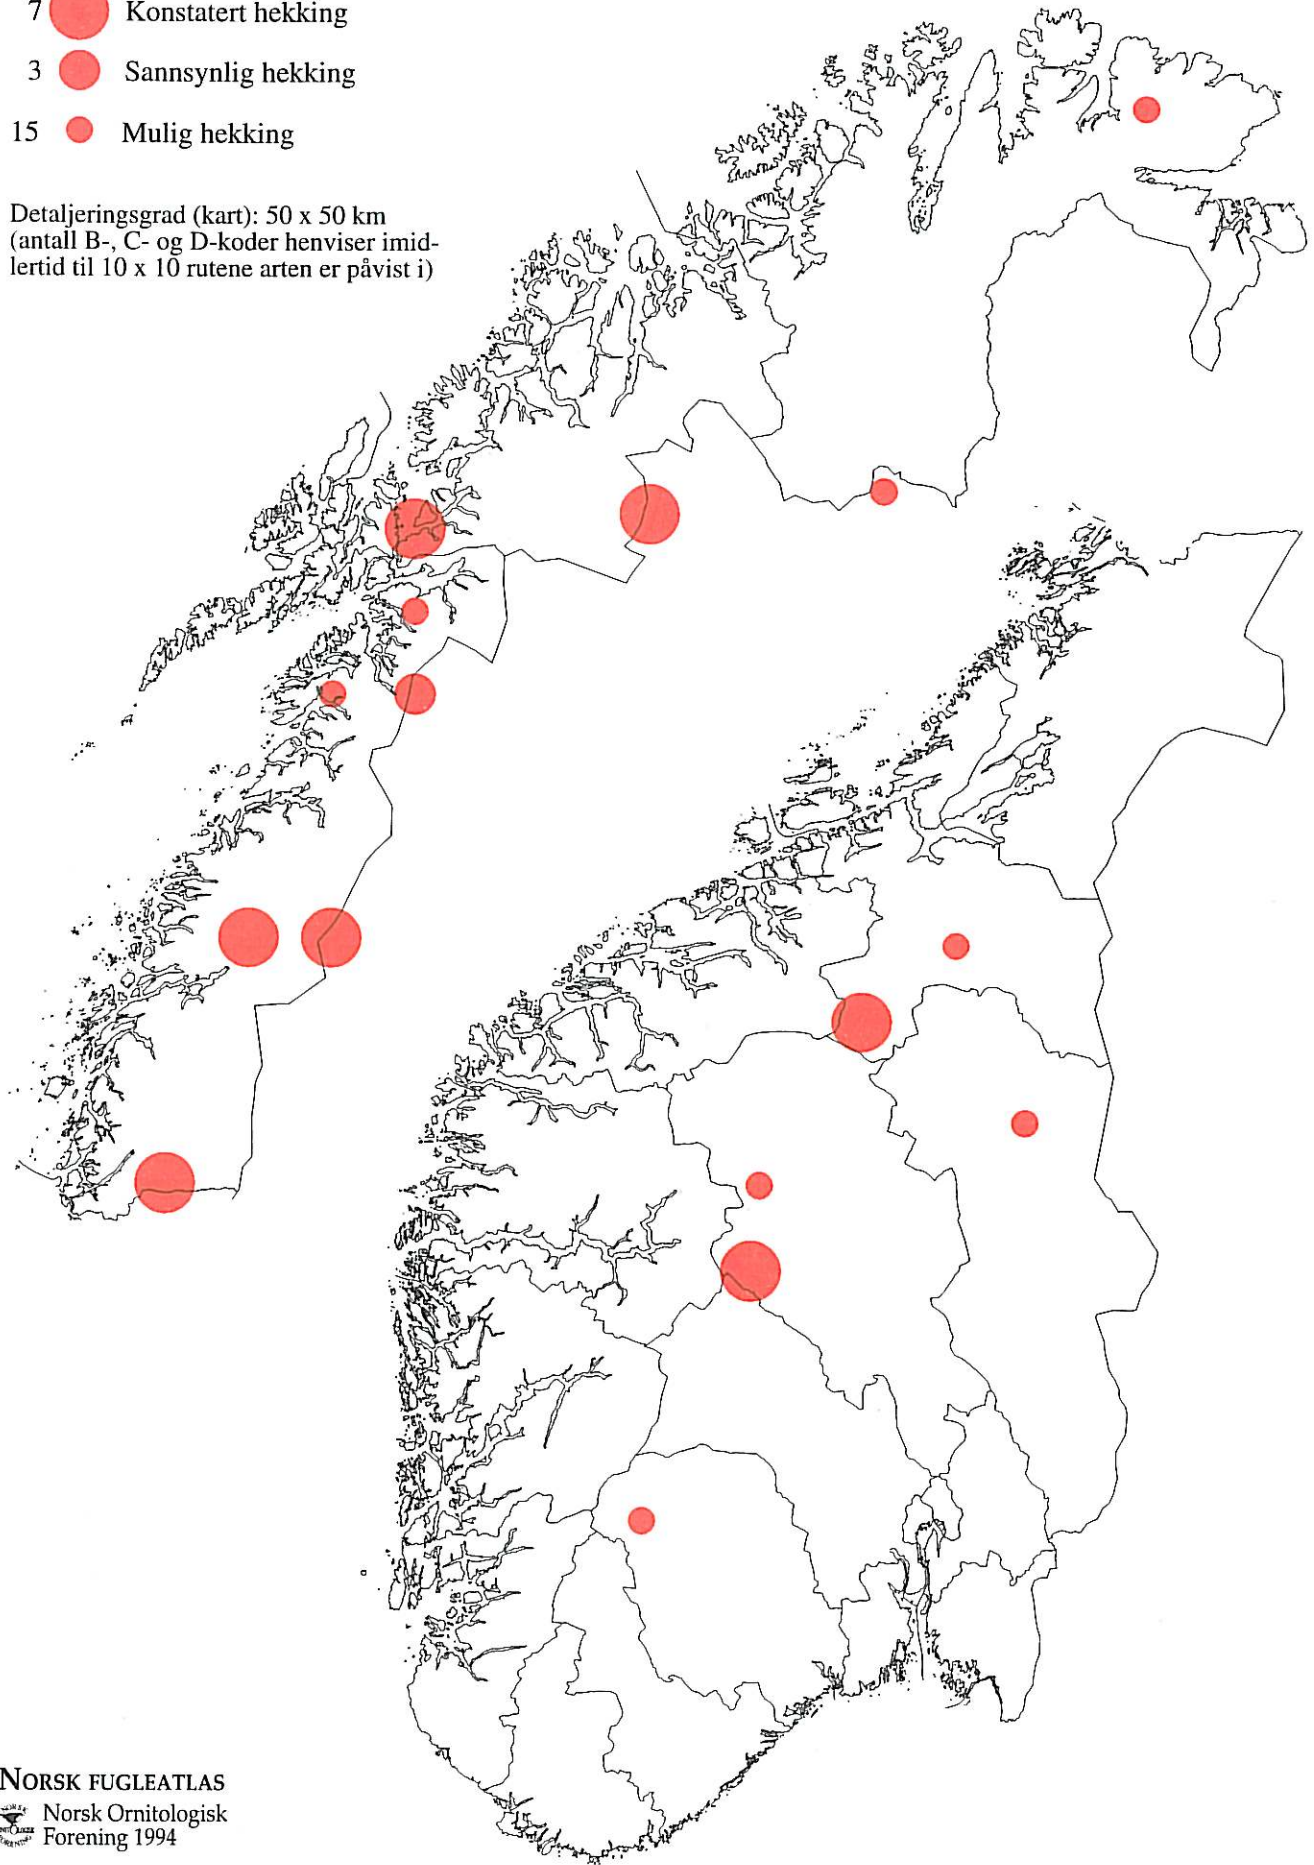 7 Konstatert hekking
3 Sannsynlig hekking
15 Mulig hekking
Detaljeringsgrad (kart): 50 x 50 km
(antall B-, C- og D-koder henviser imid-
lertid til 10 x 10 rutene arten er påvist i)
NORSK FUGLEATLAS
Norsk Ornitologisk
Forening 1994